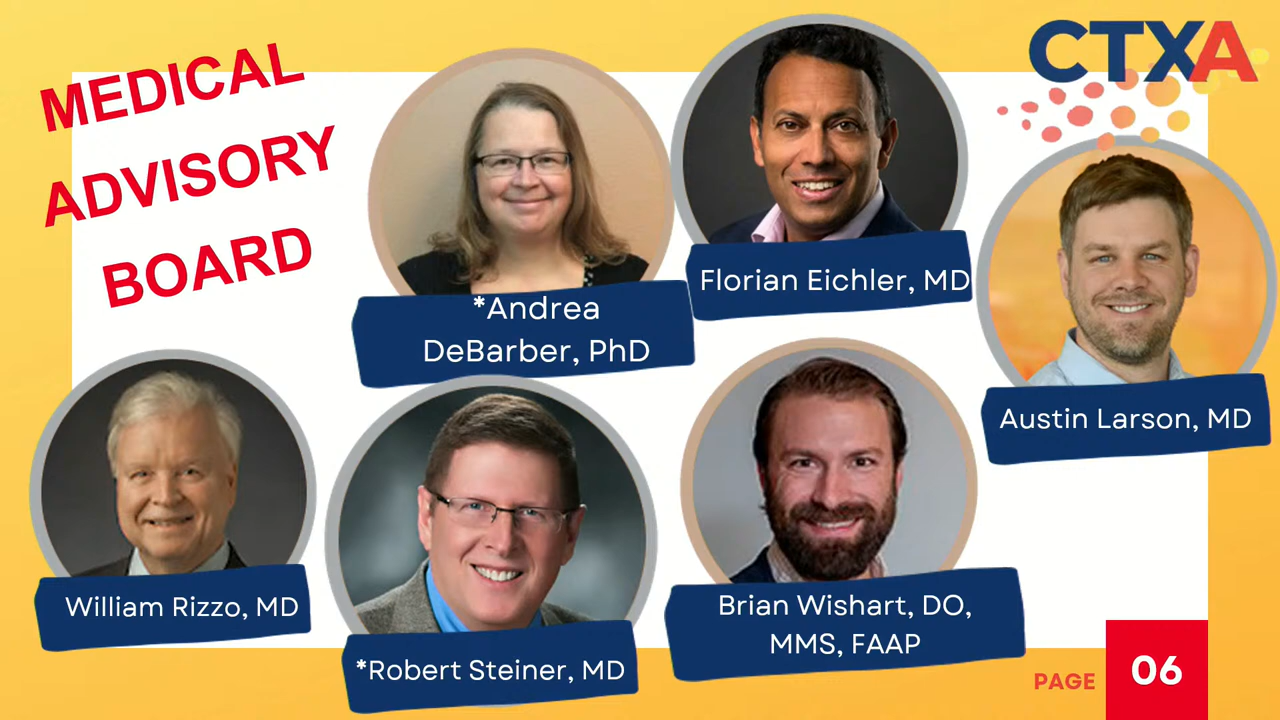 MEDICAL
ADVISORY
BOARD
CTXA
*Andrea
DeBarber, PhD
Florian Eichler, MD
Austin Larson, MD
William Rizzo, MD
*Robert Steiner, MD
Brian Wishart, DO,
MMS, FAAP
PAGE
06